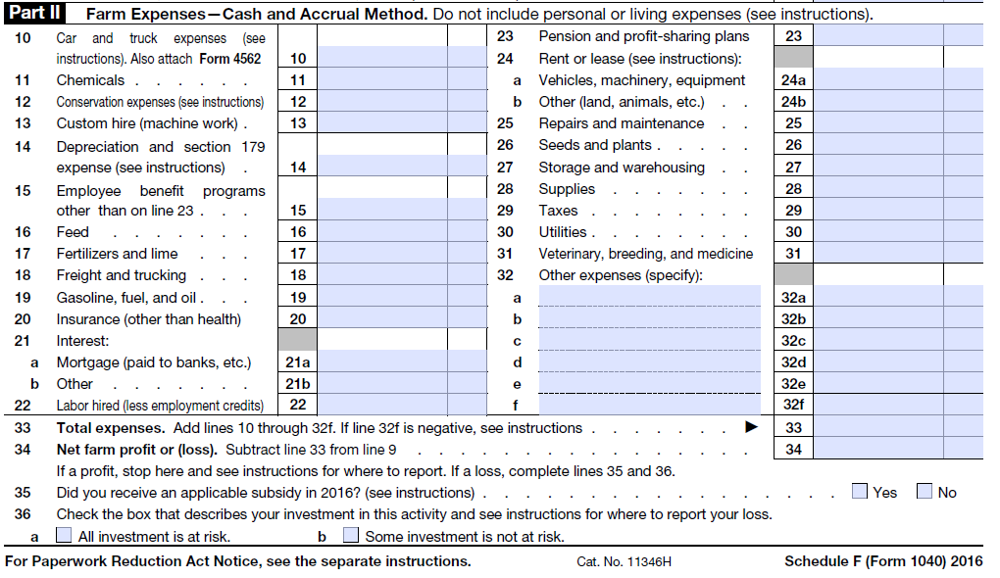 Part II Farm Expenses—Cash and Accrual Method. Do not include personal or living expenses (see instructions).
10 Car and truck expenses (see
instructions). Also attach Form 4562 10
11 Chemicals . . . . . . 11
12 Conservation expenses (see instructions) 12
13 Custom hire (machine work) . 13
14 Depreciation and section 179
expense (see instructions) . 14
15 Employee benefit programs
other than on line 23 . . . 15
16 Feed . . . . . . . 16
17 Fertilizers and lime . . . 17
18 Freight and trucking . . . 18
19 Gasoline, fuel, and oil . . . 19
20 Insurance (other than health) 20
21 Interest:
a Mortgage (paid to banks, etc.) 21a
b Other . . . . . . . 21b
22 Labor hired (less employment credits) 22
23 Pension and profit-sharing plans 23
24 Rent or lease (see instructions):
a Vehicles, machinery, equipment 24a
b Other (land, animals, etc.) . . 24b
25 Repairs and maintenance . . 25
26 Seeds and plants . . . . . 26
27 Storage and warehousing . . 27
28 Supplies . . . . . . . 28
29 Taxes . . . . . . . . 29
30 Utilities . . . . . . . . 30
31 Veterinary, breeding, and medicine 31
32 Other expenses (specify):
a 32a
b 32b
c 32c
d 32d
e 32e
f 32f
33 Total expenses. Add lines 10 through 32f. If line 32f is negative, see instructions . . . . . . . ▶ 33
34 Net farm profit or (loss). Subtract line 33 from line 9 . . . . . . . . . . . . . . . . 34
If a profit, stop here and see instructions for where to report. If a loss, complete lines 35 and 36.
35 Did you receive an applicable subsidy in 2016? (see instructions) . . . . . . . . . . . . . . . . . Yes No
36 Check the box that describes your investment in this activity and see instructions for where to report your loss.
a All investment is at risk. b Some investment is not at risk.
For Paperwork Reduction Act Notice, see the separate instructions. Cat. No. 11346H Schedule F (Form 1040) 2016